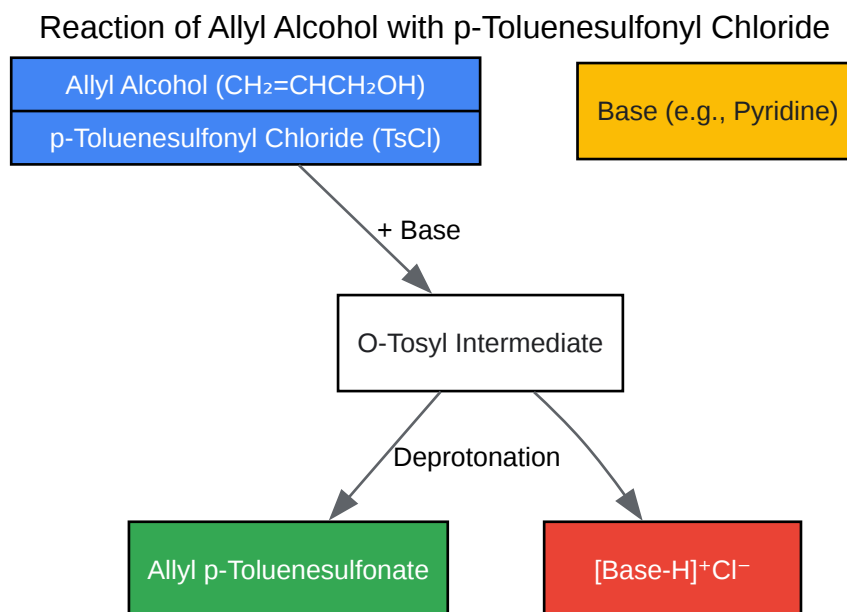 Reaction of Allyl Alcohol with p-Toluenesulfonyl Chloride
Allyl Alcohol (CH₂=CHCH₂OH)
p-Toluenesulfonyl Chloride (TsCl)
Base (e.g., Pyridine)
+ Base
O-Tosyl Intermediate
Deprotonation
Allyl p-Toluenesulfonate
[Base-H]⁺Cl⁻